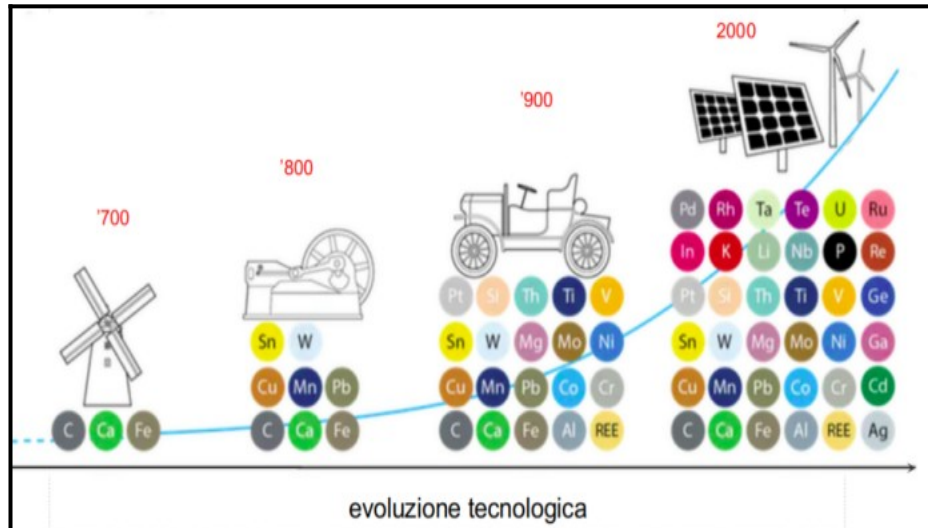 2000
'900
'800
'700
Pd Rh Ta Te U Ru
In K Li Nb P Re
Pt Si Th Ti V
Pt Si Th Ti V Ge
Sn W
Sn W Mg Mo Ni
Sn W Mg Mo Ni Ga
Cu Mn Pb
Cu Mn Pb Co Cr
Cu Mn Pb Co Cr Cd
C Ca Fe
C Ca Fe
C Ca Fe Al REE
C Ca Fe Al REE Ag
evoluzione tecnologica